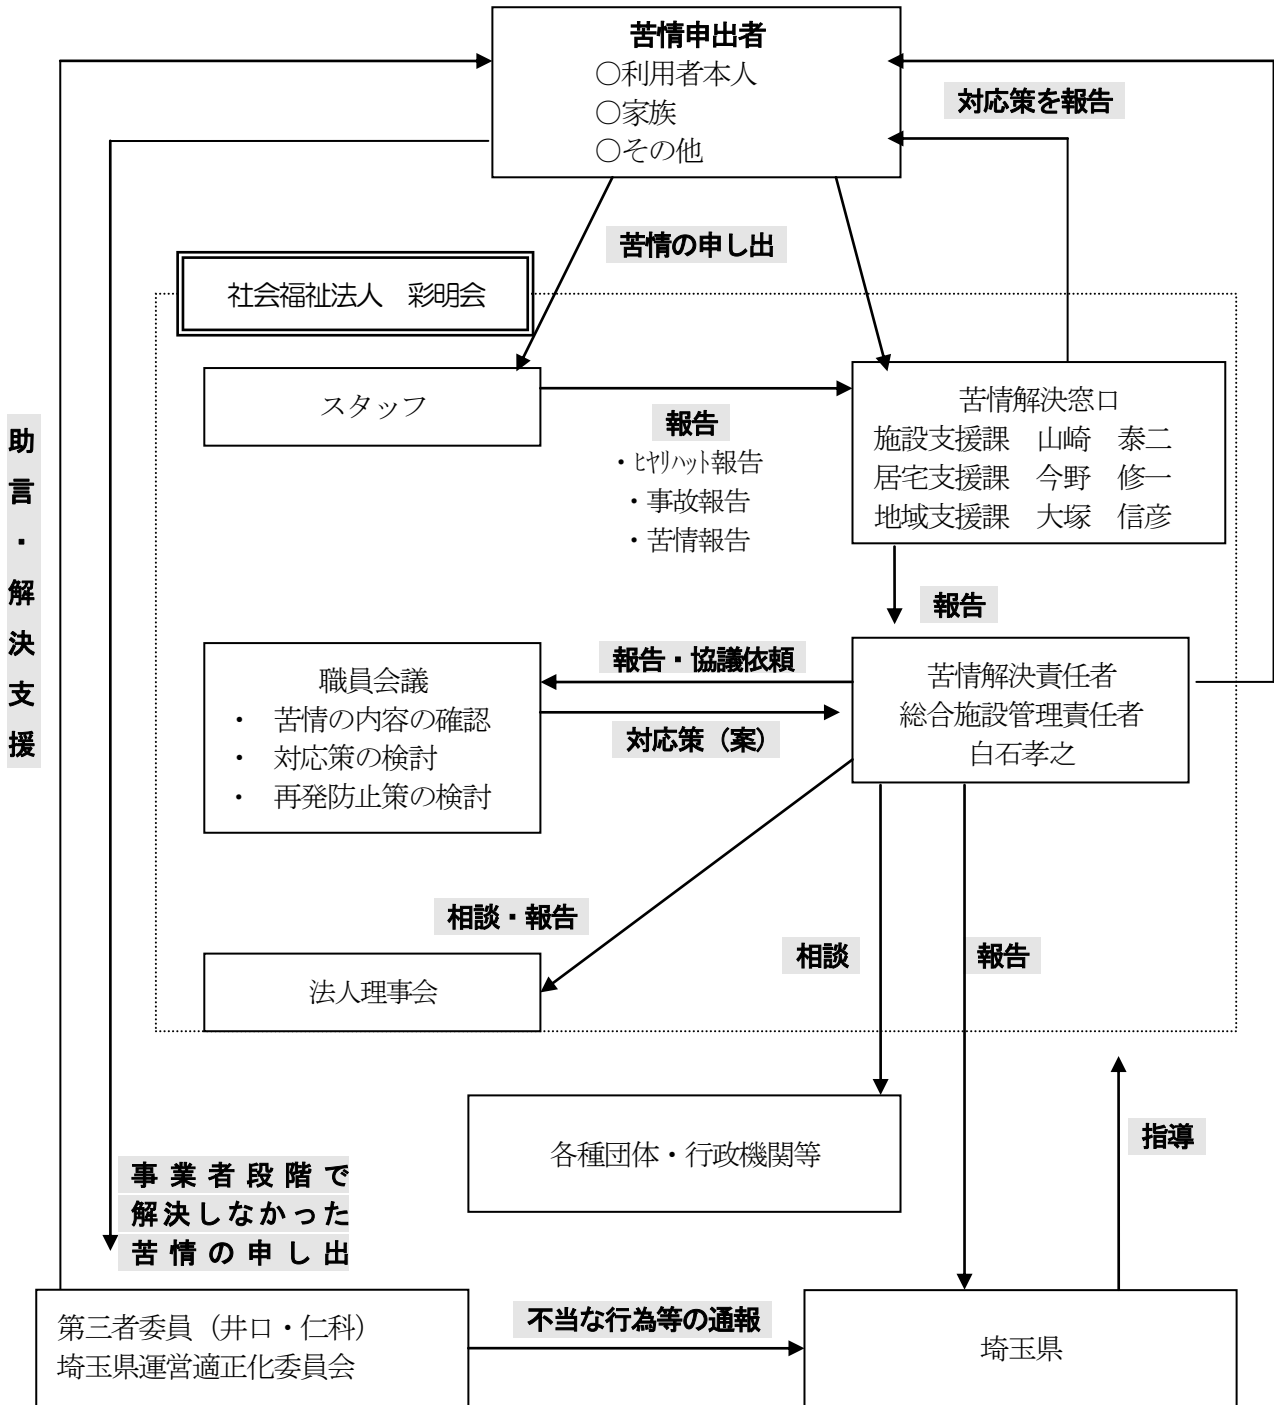 苦情申出者
○利用者本人
○家族
○その他
対応策を報告
苦情の申し出
社会福祉法人　彩明会
スタッフ
報告
・ﾋﾔﾘﾊｯﾄ報告
・事故報告
・苦情報告
苦情解決窓口
施設支援課　山崎　泰二
居宅支援課　今野　修一
地域支援課　大塚　信彦
助言・解決支援
報告
報告・協議依頼
職員会議
・　苦情の内容の確認
・　対応策の検討
・　再発防止策の検討
対応策（案）
苦情解決責任者
総合施設管理責任者
白石孝之
相談・報告
相談
報告
法人理事会
各種団体・行政機関等
指導
事業者段階で
解決しなかった
苦情の申し出
第三者委員（井口・仁科）
埼玉県運営適正化委員会
不当な行為等の通報
埼玉県